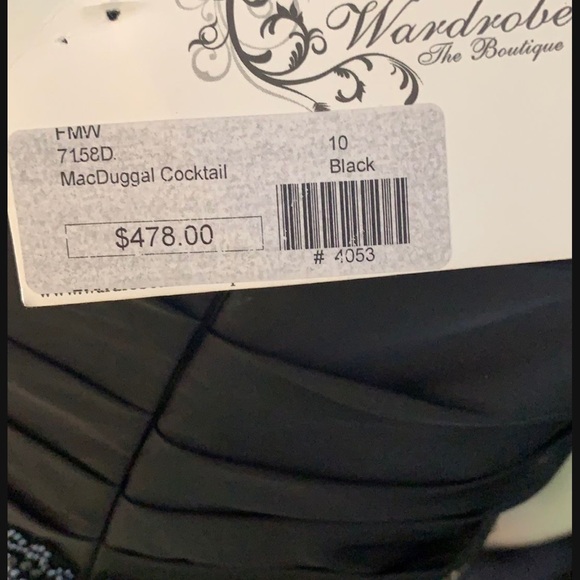 Wardrobe
The Boutique
FMW
7158D.
MacDuggal Cocktail
10
Black
$478.00
# 4053